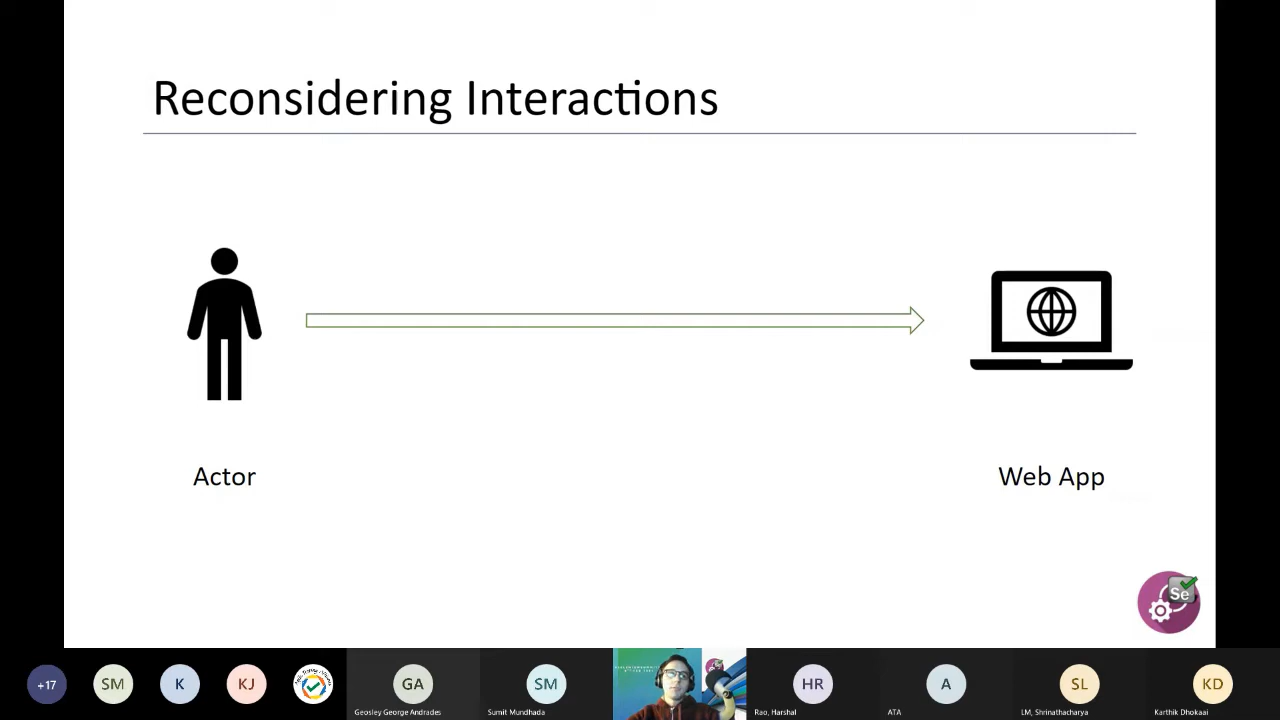 Reconsidering Interactions
Actor
Web App
Se
+17
SM
K
KJ
GA
SM
HR
A
SL
KD
Geosley George Andrades
Sumit Mundhada
Rao, Harshal
ATA
LM, Shrinathacharya
Karthik Dhokaai